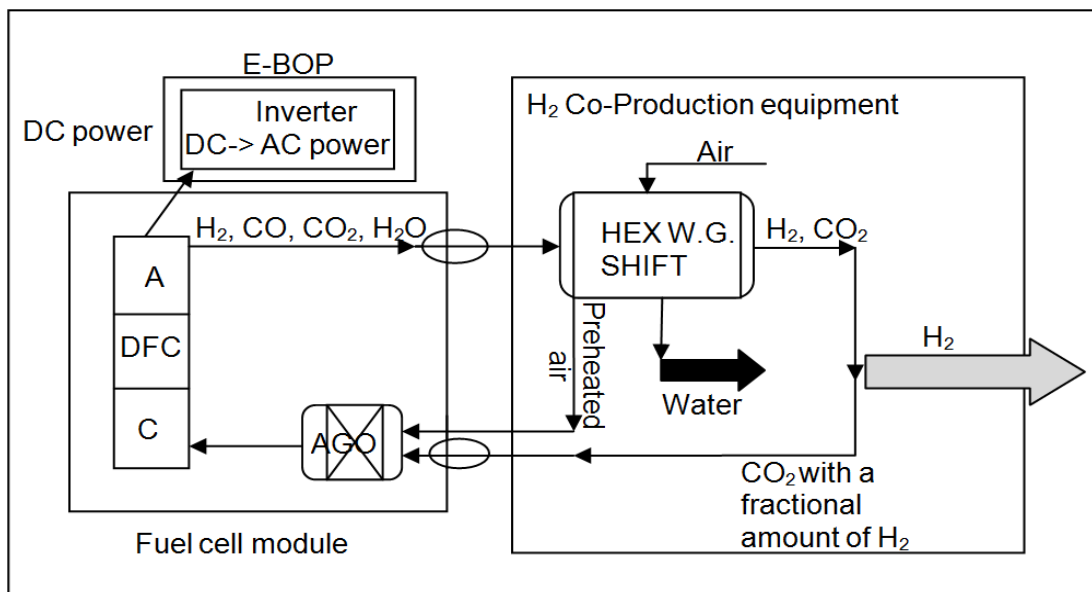 E-BOP
Inverter
DC-> AC power
DC power
H₂ Co-Production equipment
Air
H₂, CO, CO₂, H₂O
HEX W.G.
SHIFT
H₂, CO₂
A
DFC
C
Preheated
air
Water
H₂
AGO
CO₂ with a
fractional
amount of H₂
Fuel cell module